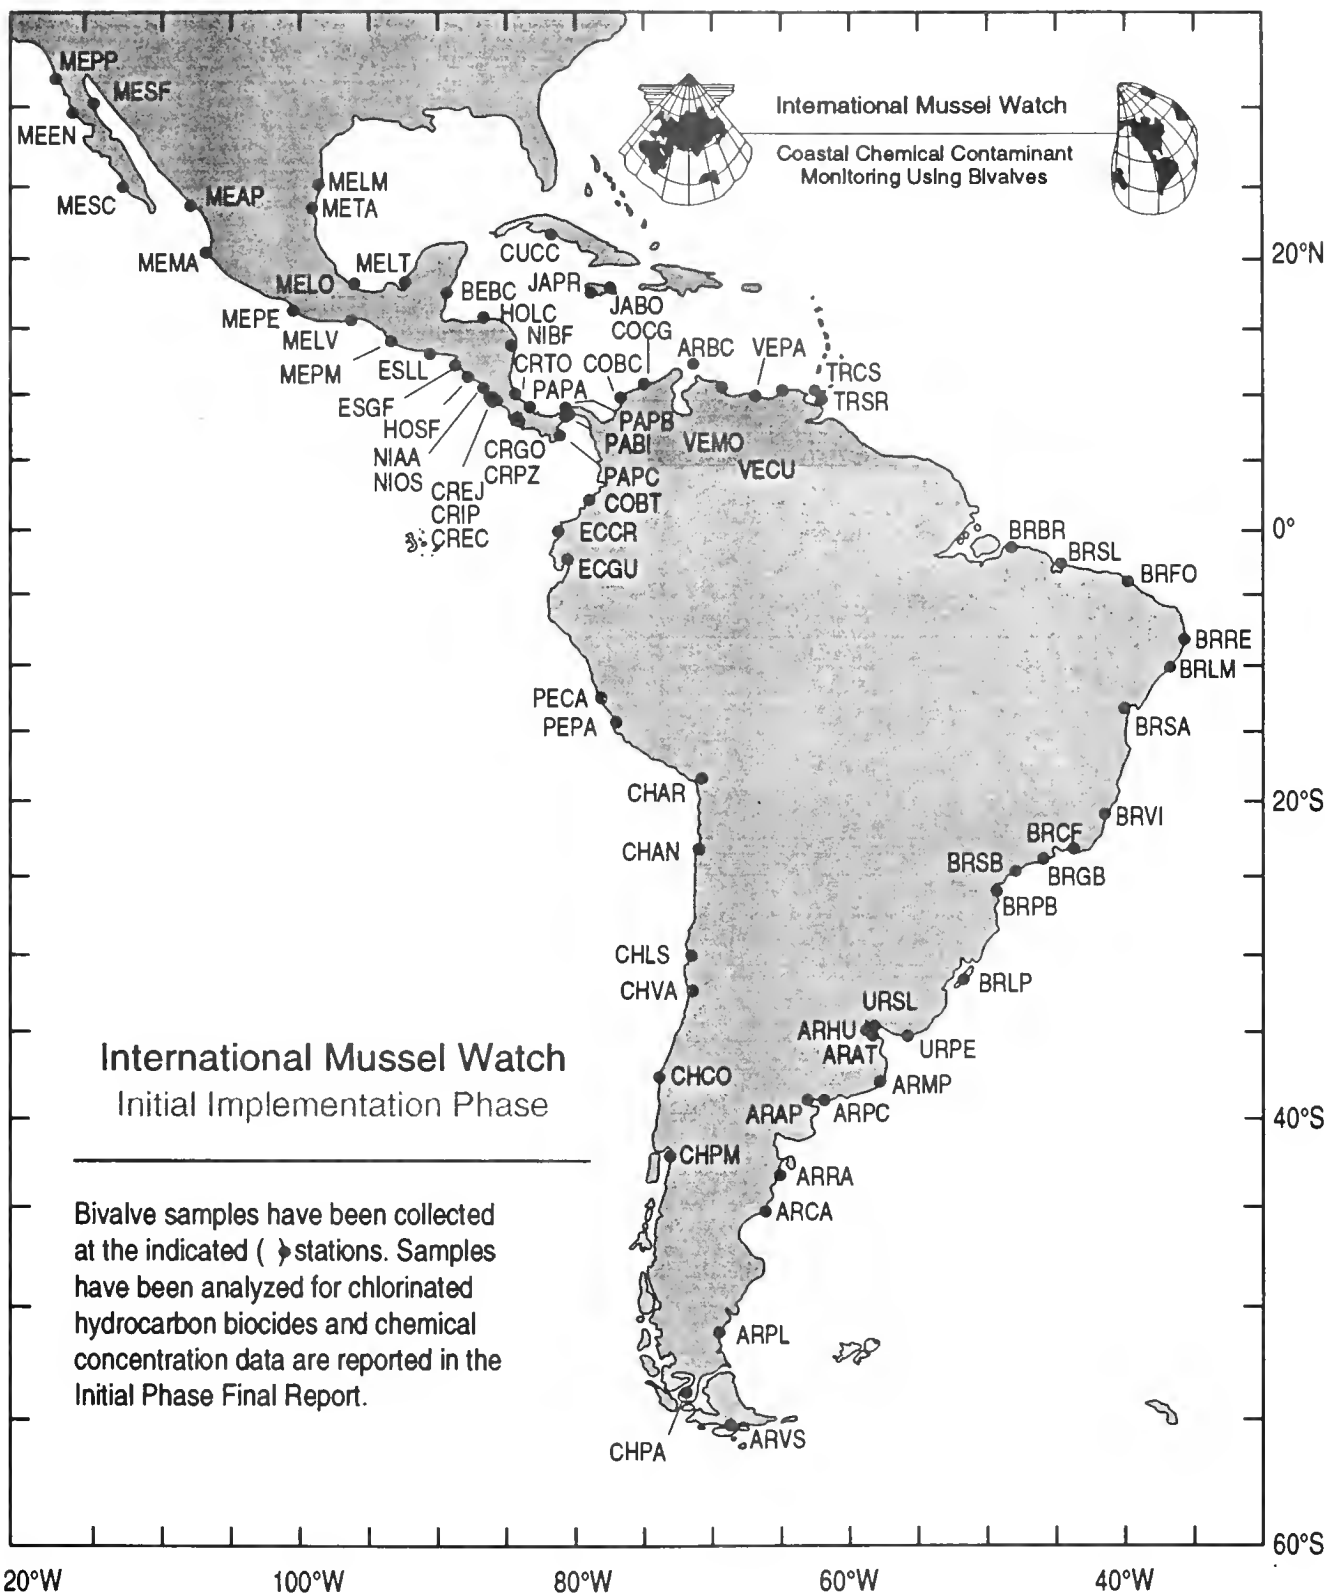 MEPP
MESF
MEEN
MESC
MEAP
MELM
META
MEMA
MELO
MELT
CUCC
JAPR
JABO
BEBC
HOLC
MEPE
MELV
NIBF
COCG
ARBC
VEPA
MEPM
ESLL
CRTO
COBC
PAPA
TRCS
TRSR
ESGF
HOSF
NIAA
NIOS
CRGO
CRPZ
PAPB
PABI
VEMO
VECU
CREJ
CRIP
CREC
PAPC
COBT
ECCR
ECGU
BRBR
BRSL
BRFO
BRRE
BRLM
PECA
PEPA
BRSA
CHAR
BRVI
CHAN
BRCF
BRSB
BRGB
BRPB
CHLS
CHVA
BRLP
URSL
ARHU
ARAT
URPE
CHCO
ARMP
ARAP
ARPC
CHPM
ARRA
ARCA
ARPL
CHPA
ARVS
International Mussel Watch
Coastal Chemical Contaminant
Monitoring Using Bivalves
20°N
0°
20°S
40°S
60°S
International Mussel Watch
Initial Implementation Phase
Bivalve samples have been collected
at the indicated ( ) stations. Samples
have been analyzed for chlorinated
hydrocarbon biocides and chemical
concentration data are reported in the
Initial Phase Final Report.
20°W
100°W
80°W
60°W
40°W